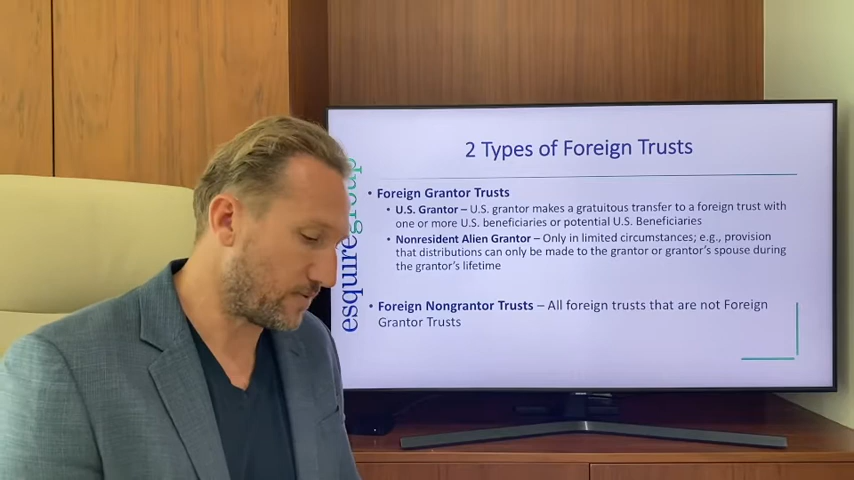 2 Types of Foreign Trusts
• Foreign Grantor Trusts
• U.S. Grantor – U.S. grantor makes a gratuitous transfer to a foreign trust with
one or more U.S. beneficiaries or potential U.S. Beneficiaries
• Nonresident Alien Grantor – Only in limited circumstances; e.g., provision
that distributions can only be made to the grantor or grantor's spouse during
the grantor's lifetime
• Foreign Nongrantor Trusts – All foreign trusts that are not Foreign
Grantor Trusts
esquiregroup